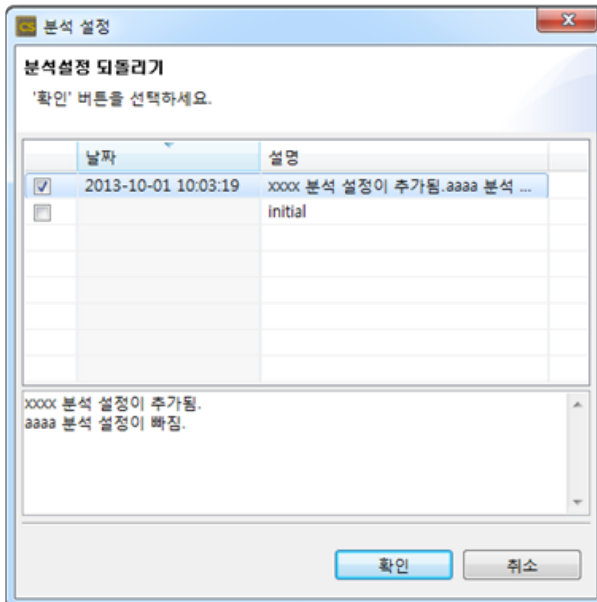 CS 분석 설정
분석설정 되돌리기
'확인' 버튼을 선택하세요.
날짜 설명
2013-10-01 10:03:19 xxxx 분석 설정이 추가됨.aaaa 분석 ...
initial
xxxx 분석 설정이 추가됨.
aaaa 분석 설정이 빠짐.
확인 취소